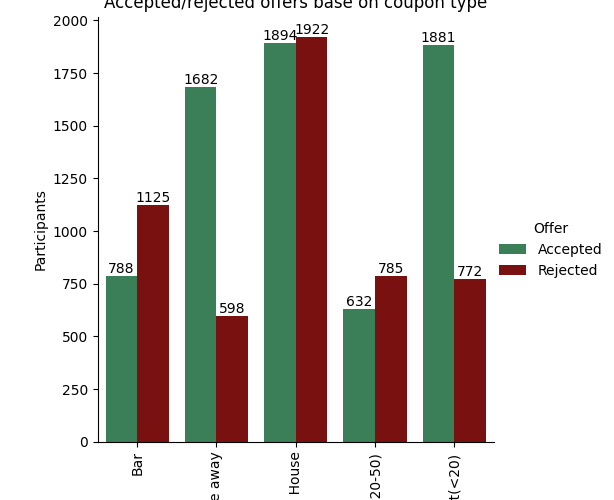 Accepted/rejected offers base on coupon type
2000
1750
1500
1250
1000
750
500
250
0
Participants
788
1125
1682
598
1894
1922
632
785
1881
772
Offer
Accepted
Rejected
Bar
e away
House
20-50)
t(<20)